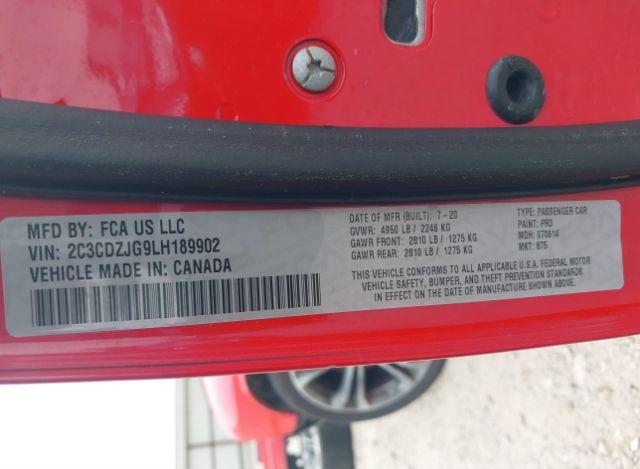 MFD BY: FCA US LLC
VIN: 2C3CDZJG9LH189902
VEHICLE MADE IN: CANADA
DATE OF MFR (BUILT): 7-20
GVWR: 4950 LB / 2246 KG
GAWR FRONT: 2810 LB / 1275 KG
GAWR REAR: 2810 LB / 1275 KG
TYPE: PASSENGER CAR
PAINT: PR3
MDH: 070614
MKT: 875
THIS VEHICLE CONFORMS TO ALL APPLICABLE U.S.A. FEDERAL MOTOR
VEHICLE SAFETY, BUMPER, AND THEFT PREVENTION STANDARDS
IN EFFECT ON THE DATE OF MANUFACTURE SHOWN ABOVE.